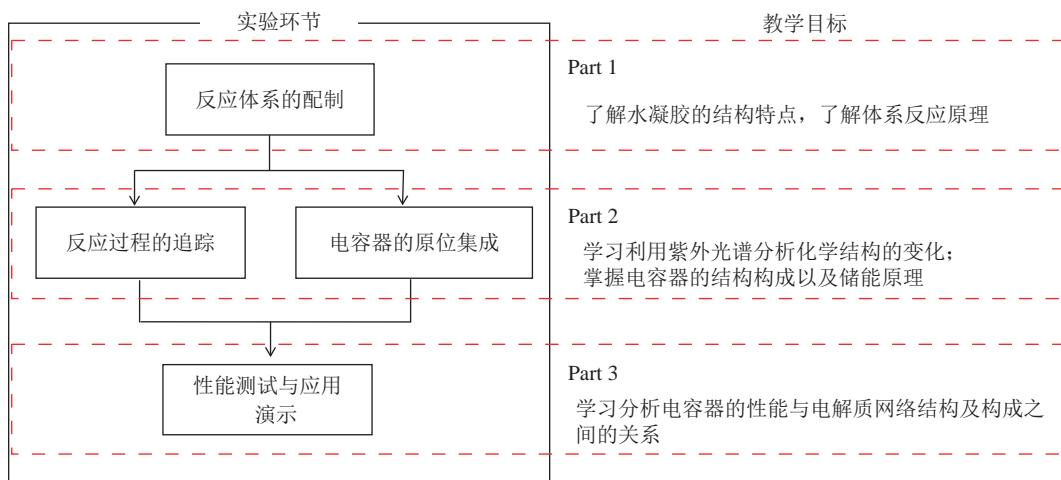 实验环节
教学目标
反应体系的配制
Part 1
了解水凝胶的结构特点，了解体系反应原理
反应过程的追踪
电容器的原位集成
Part 2
学习利用紫外光谱分析化学结构的变化；
掌握电容器的结构构成以及储能原理
性能测试与应用
演示
Part 3
学习分析电容器的性能与电解质网络结构及构成之
间的关系